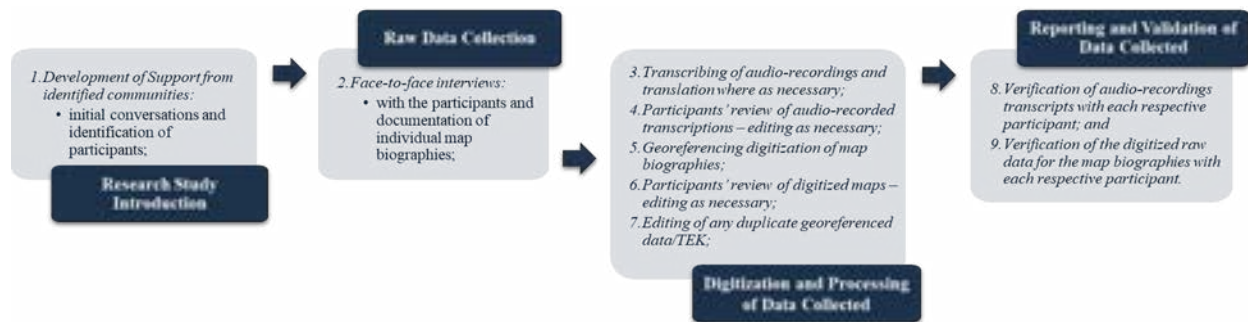 1. Development of Support from
identified communities:
• initial conversations and
identification of
participants;
Research Study
Introduction
Raw Data Collection
2. Face-to-face interviews:
• with the participants and
documentation of
individual map
biographies;
3. Transcribing of audio-recordings and
translation where as necessary;
4. Participants' review of audio-recorded
transcriptions – editing as necessary;
5. Georeferencing digitization of map
biographies;
6. Participants' review of digitized maps –
editing as necessary;
7. Editing of any duplicate georeferenced
data/TEK;
Digitization and Processing
of Data Collected
Reporting and Validation of
Data Collected
8. Verification of audio-recordings
transcripts with each respective
participant; and
9. Verification of the digitized raw
data for the map biographies with
each respective participant.